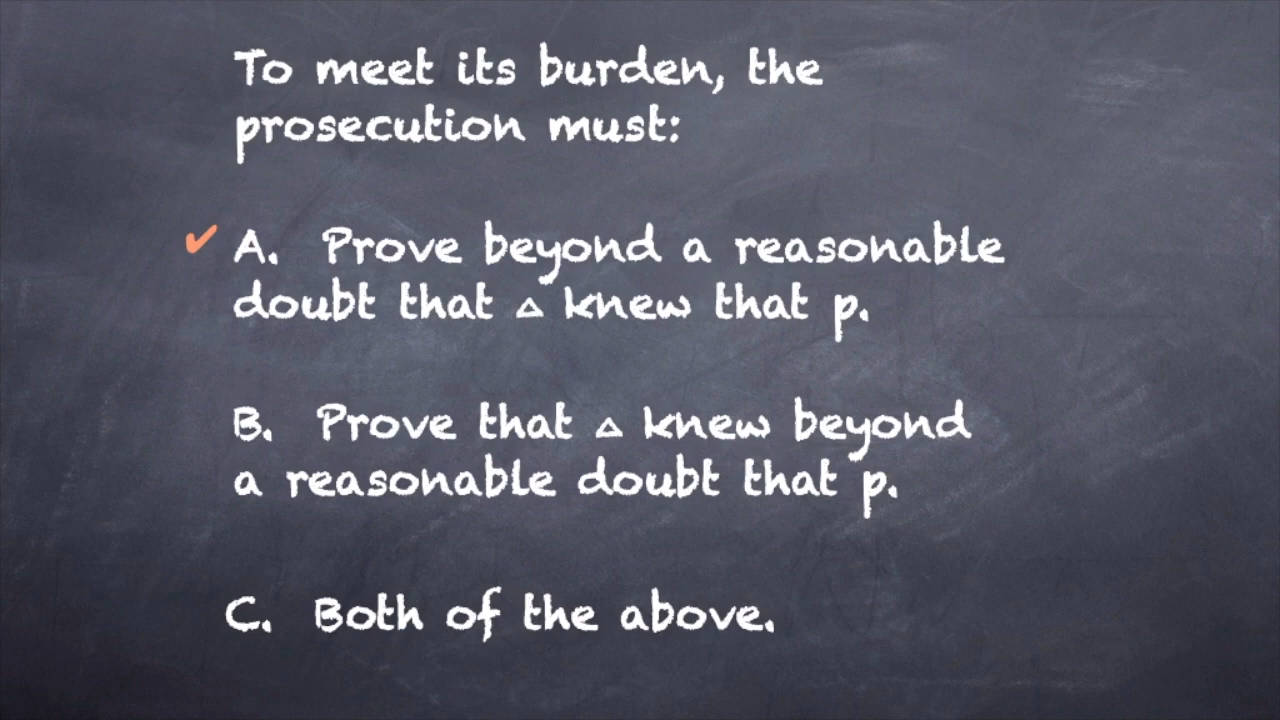 To meet its burden, the
prosecution must:
✔ A. Prove beyond a reasonable
doubt that △ knew that p.
B. Prove that △ knew beyond
a reasonable doubt that p.
C. Both of the above.